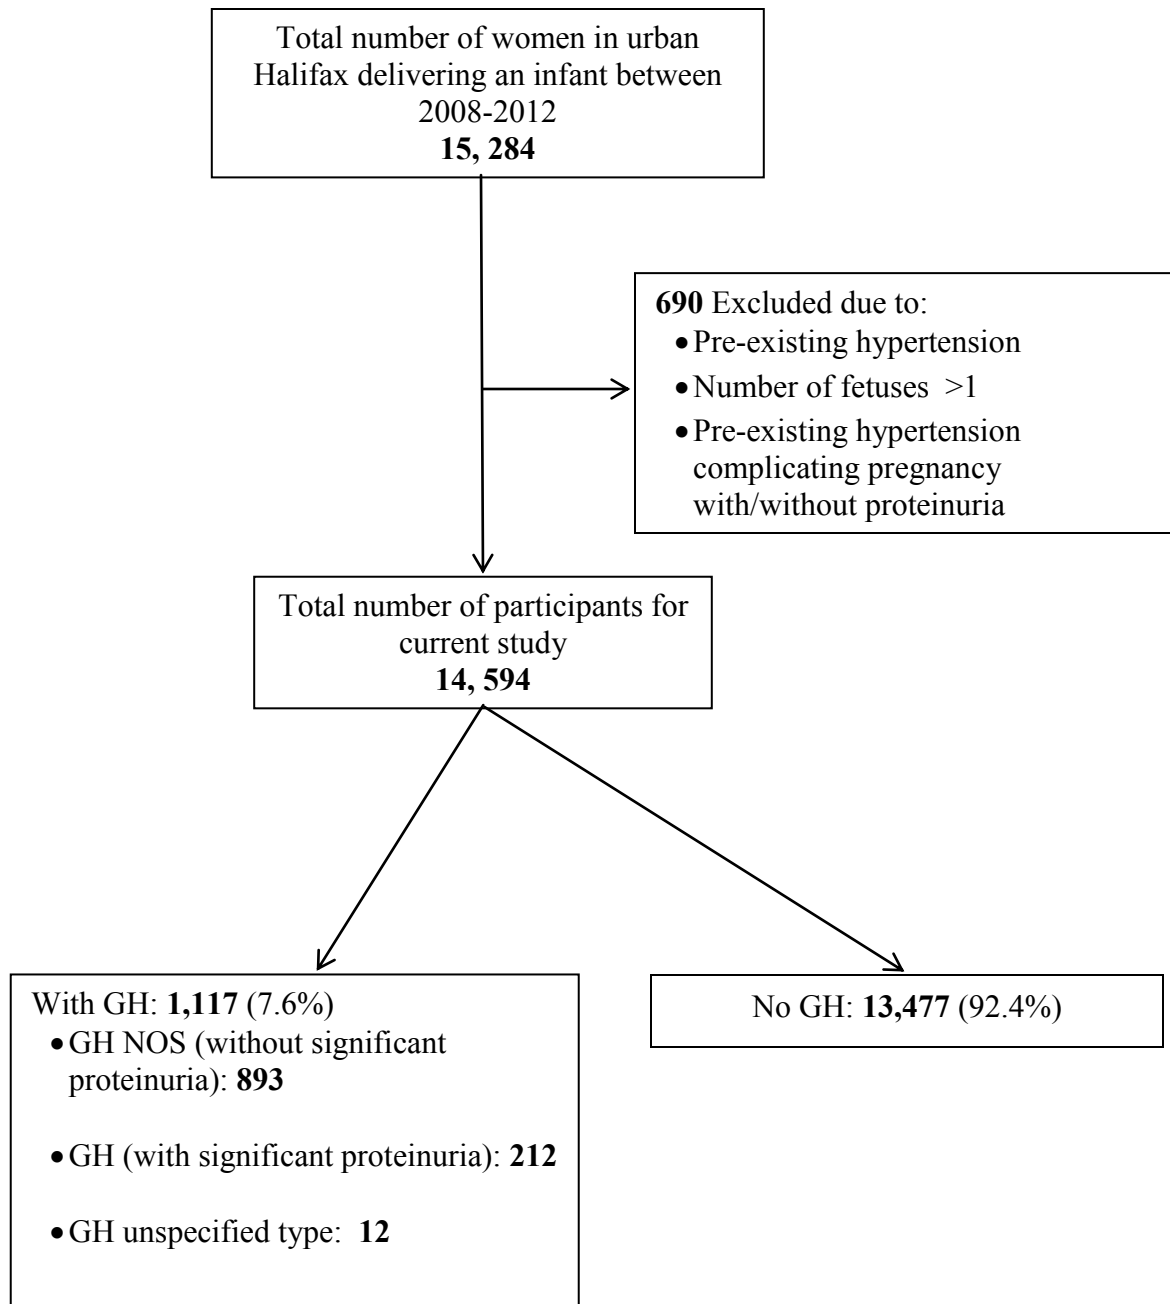 Total number of women in urban
Halifax delivering an infant between
2008-2012
15, 284
690 Excluded due to:
• Pre-existing hypertension
• Number of fetuses  >1
• Pre-existing hypertension
complicating pregnancy
with/without proteinuria
Total number of participants for
current study
14, 594
With GH: 1,117 (7.6%)
• GH NOS (without significant
proteinuria): 893
• GH (with significant proteinuria): 212
• GH unspecified type:  12
No GH: 13,477 (92.4%)